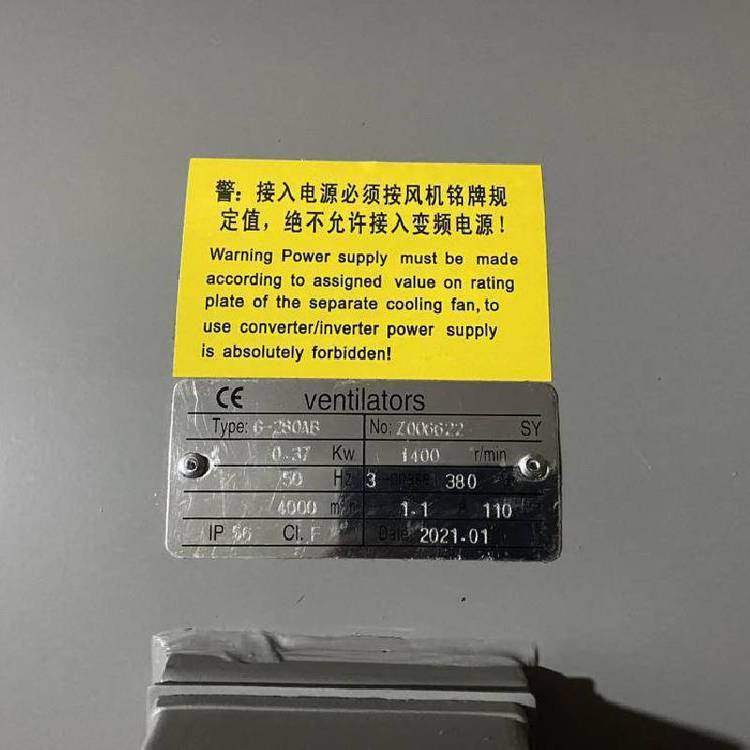 警：接入电源必须按风机铭牌规
定值，绝不允许接入变频电源！
Warning Power supply must be made
according to assigned value on rating
plate of the separate cooling fan, to
use converter/inverter power supply
is absolutely forbidden!
CE ventilators
Type: G-280AB No: Z006622 SY
0.37 Kw 1400 r/min
50 Hz 3 phase 380
4000 1.1 A 110
IP 56 Cl. F Date 2021.01